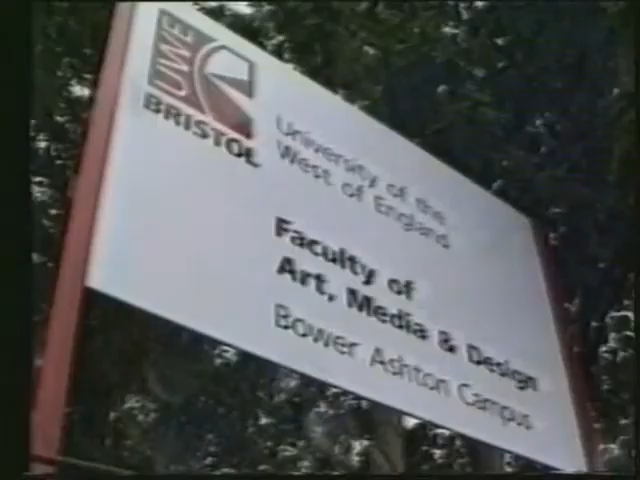 UWE
BRISTOL
University of the
West of England
Faculty of
Art, Media & Design
Bower Ashton Campus